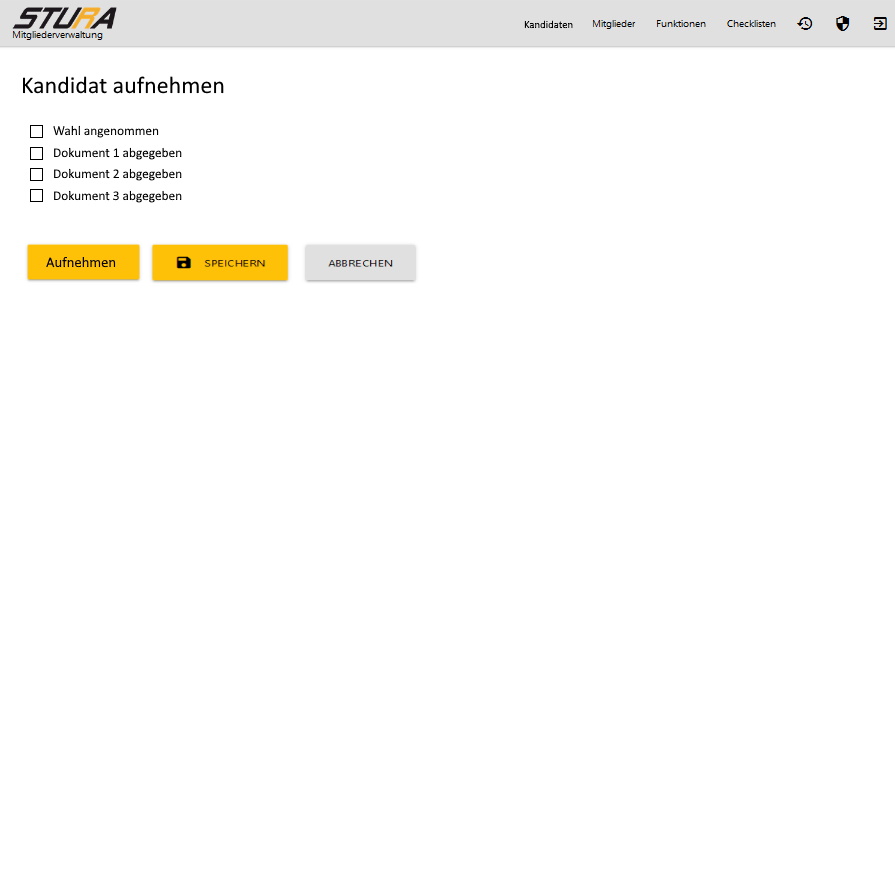 STURA
Mitgliederverwaltung
Kandidaten Mitglieder Funktionen Checklisten
Kandidat aufnehmen
Wahl angenommen
Dokument 1 abgegeben
Dokument 2 abgegeben
Dokument 3 abgegeben
Aufnehmen SPEICHERN ABBRECHEN